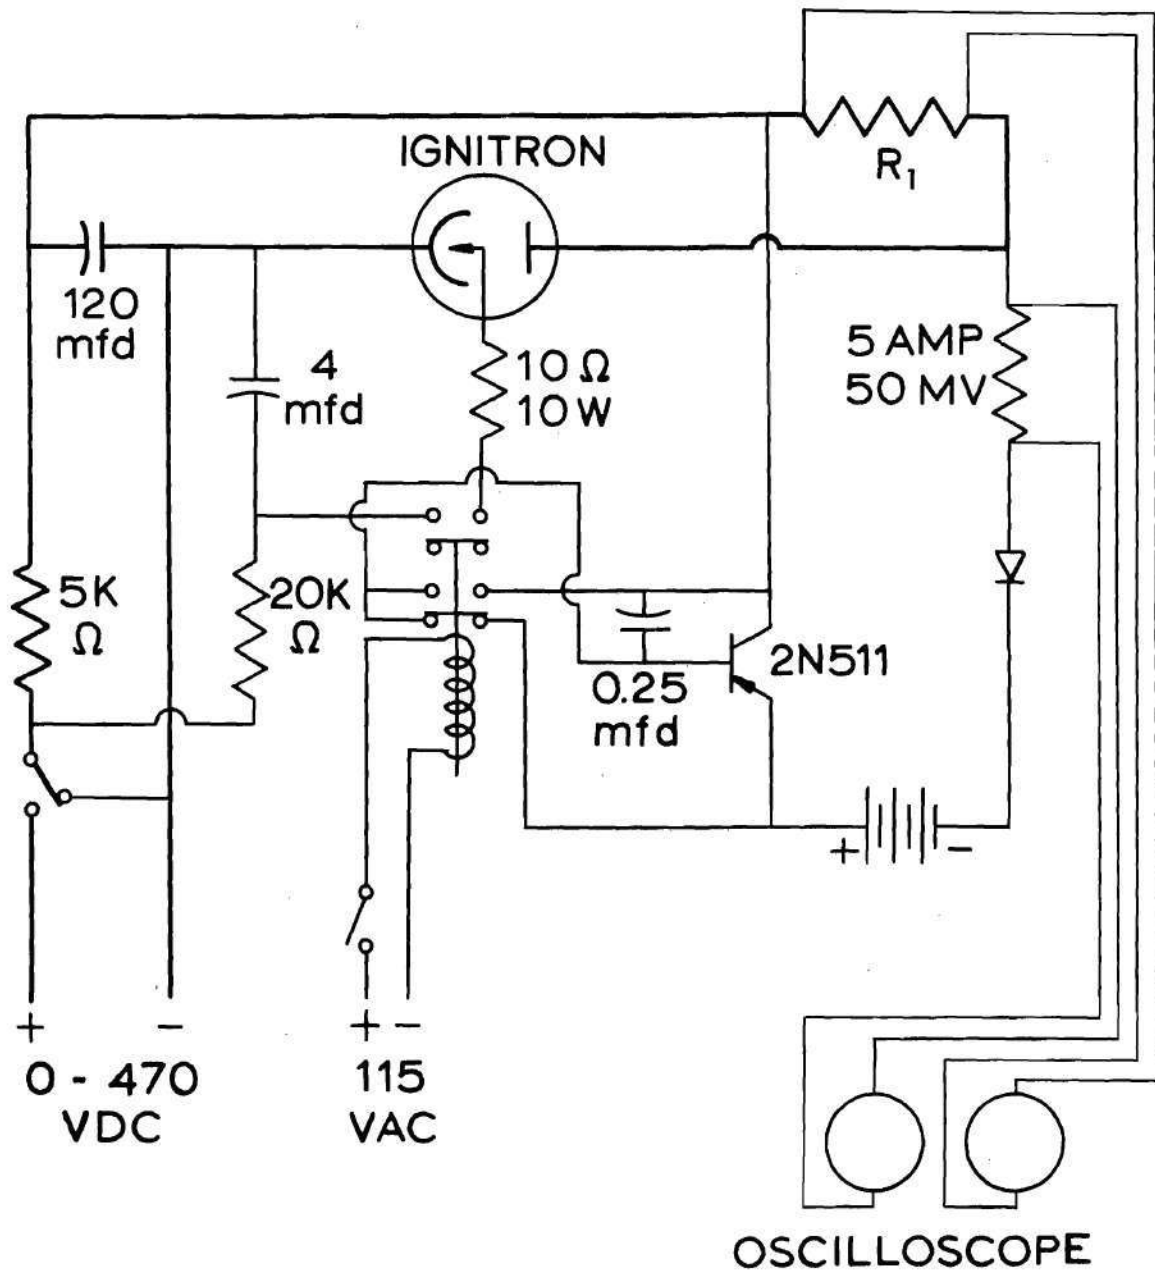 IGNITRON
R1
120
mfd
4
mfd
10 Ω
10 W
5 AMP
50 MV
5K
Ω
20K
Ω
2N511
0.25
mfd
+ -
+ -
0 - 470
VDC
+ -
115
VAC
OSCILLOSCOPE